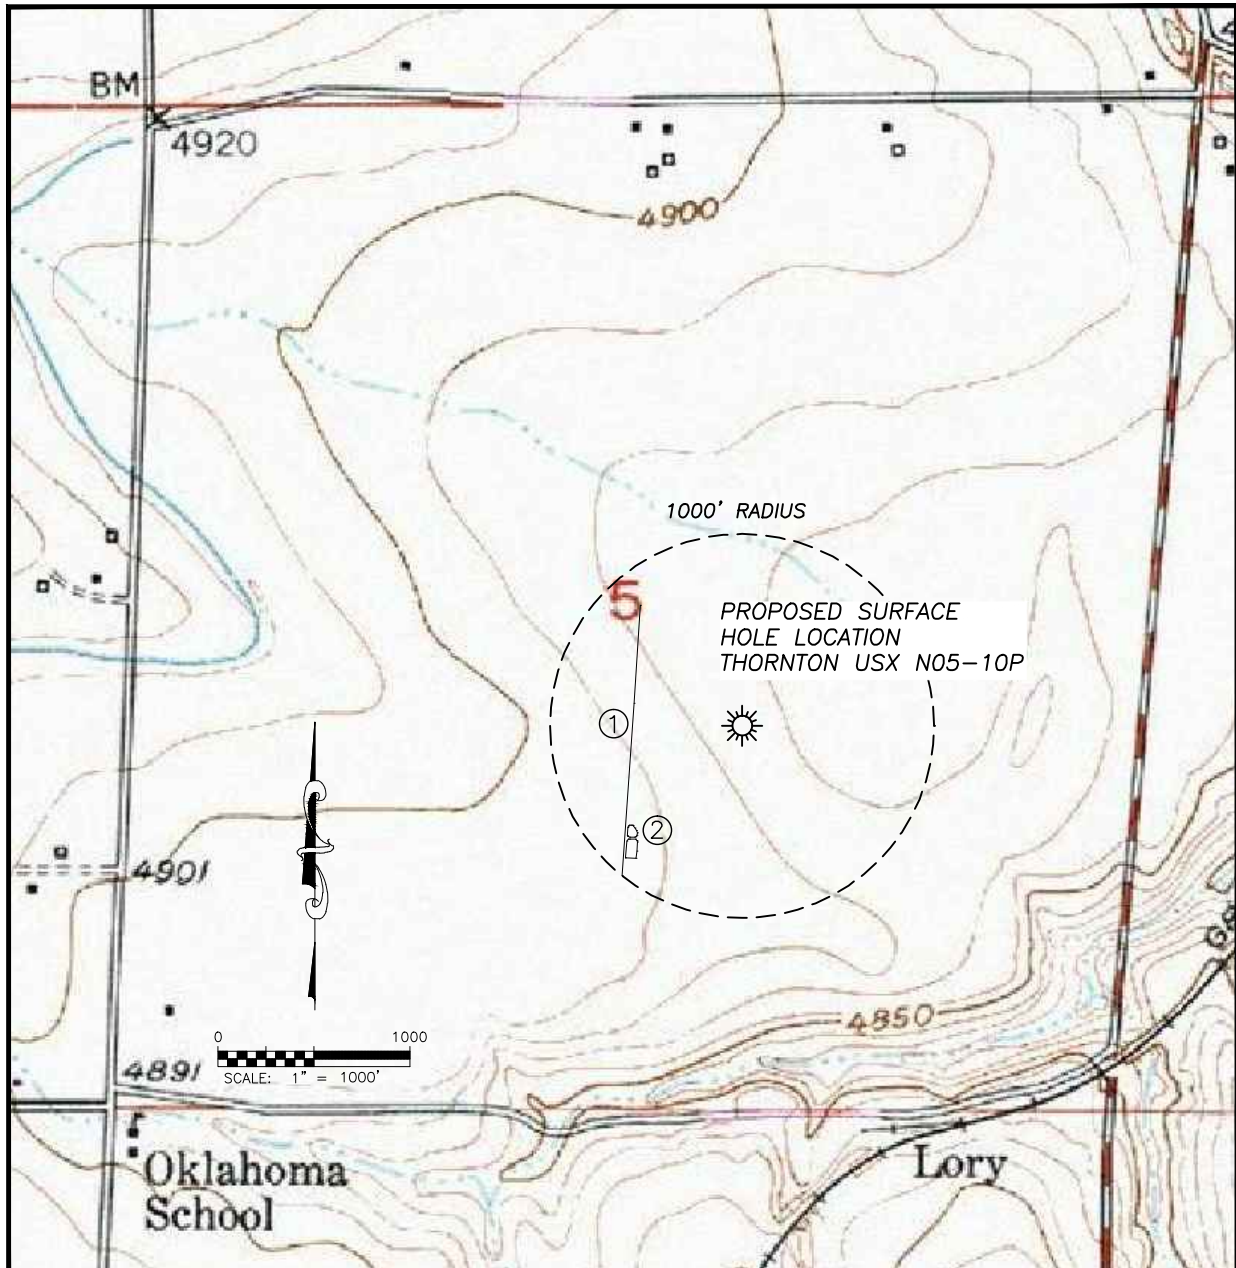 BM
4920
4900
1000' RADIUS
5
PROPOSED SURFACE
HOLE LOCATION
THORNTON USX N05-10P
1
2
4901
0 1000
SCALE: 1" = 1000'
4850
4891
Oklahoma
School
Lory